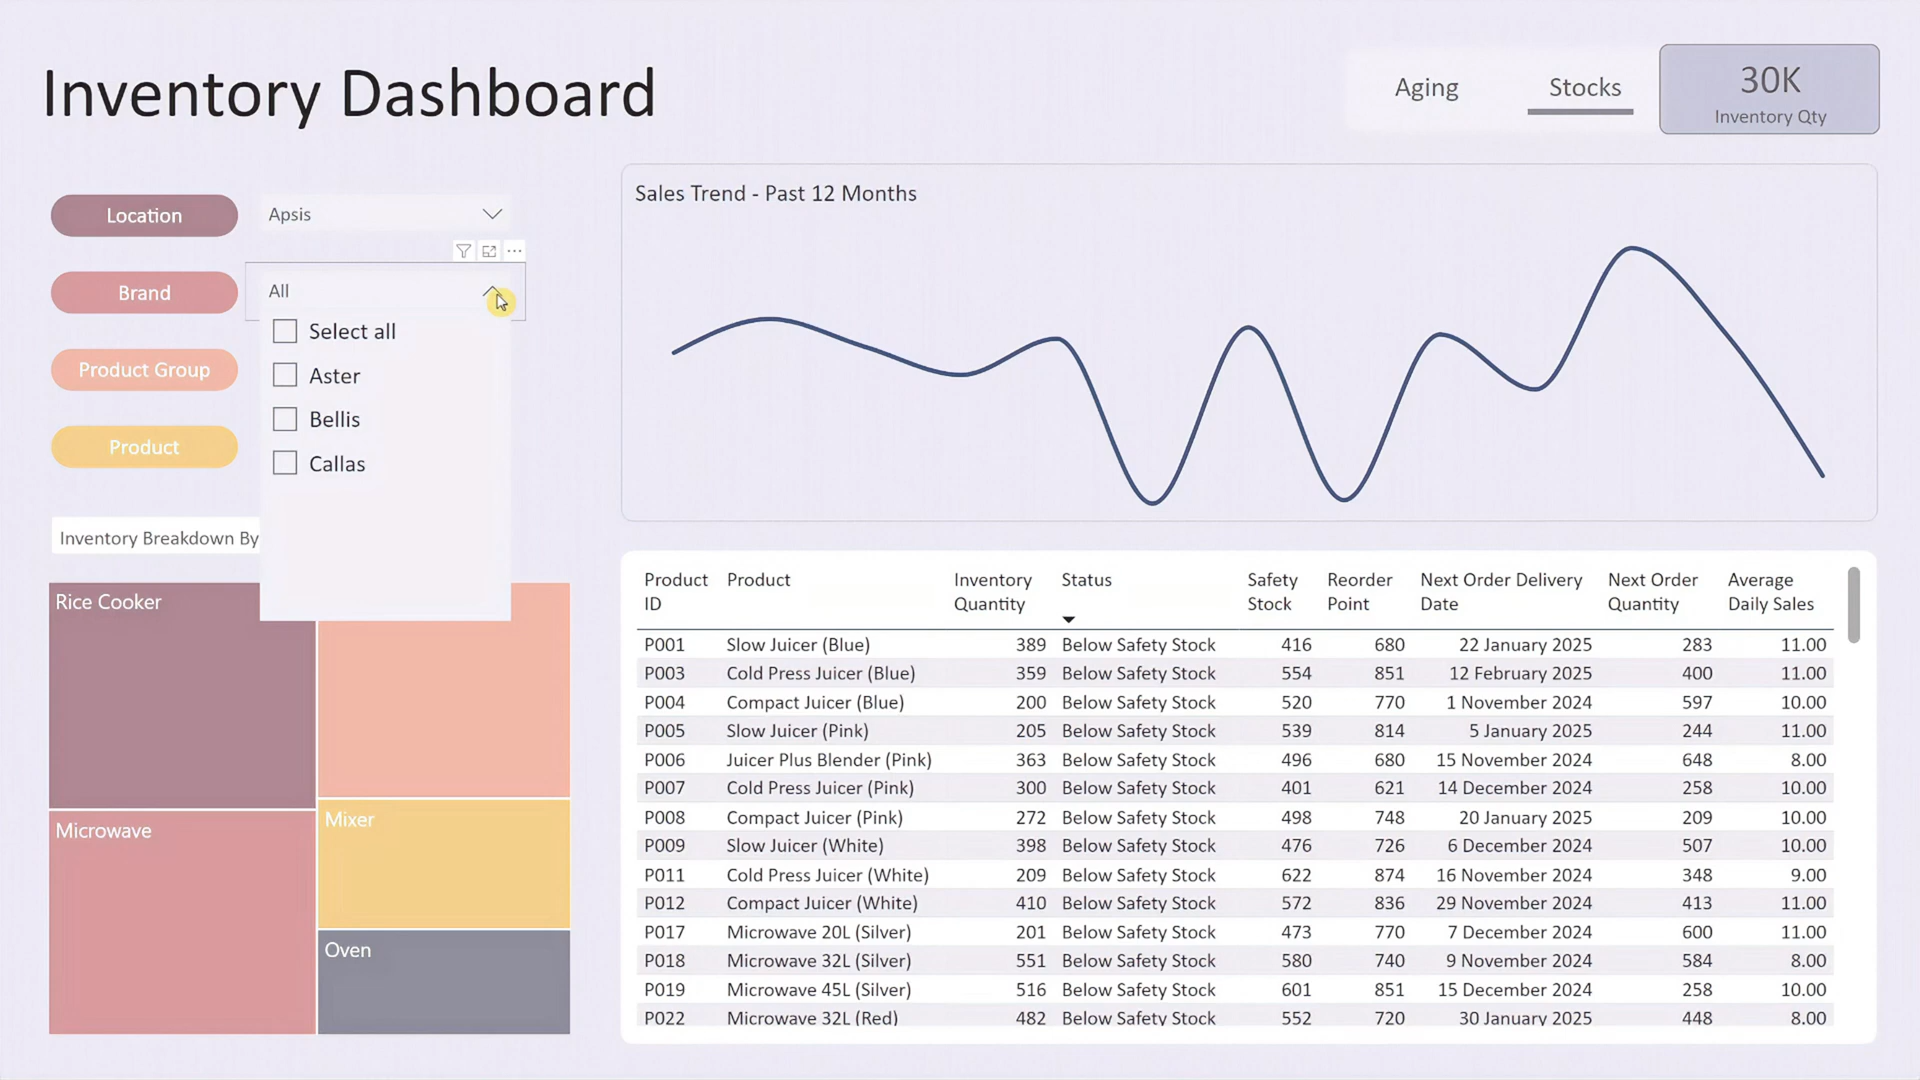 Inventory Dashboard
Aging
Stocks
30K
Inventory Qty
Location
Apsis
Brand
All
Select all
Aster
Bellis
Callas
Product Group
Product
Inventory Breakdown By
Rice Cooker
Microwave
Mixer
Oven
Sales Trend - Past 12 Months
Product ID Product Inventory Quantity Status Safety Stock Reorder Point Next Order Delivery Date Next Order Quantity Average Daily Sales
P001 Slow Juicer (Blue) 389 Below Safety Stock 416 680 22 January 2025 283 11.00
P003 Cold Press Juicer (Blue) 359 Below Safety Stock 554 851 12 February 2025 400 11.00
P004 Compact Juicer (Blue) 200 Below Safety Stock 520 770 1 November 2024 597 10.00
P005 Slow Juicer (Pink) 205 Below Safety Stock 539 814 5 January 2025 244 11.00
P006 Juicer Plus Blender (Pink) 363 Below Safety Stock 496 680 15 November 2024 648 8.00
P007 Cold Press Juicer (Pink) 300 Below Safety Stock 401 621 14 December 2024 258 10.00
P008 Compact Juicer (Pink) 272 Below Safety Stock 498 748 20 January 2025 209 10.00
P009 Slow Juicer (White) 398 Below Safety Stock 476 726 6 December 2024 507 10.00
P011 Cold Press Juicer (White) 209 Below Safety Stock 622 874 16 November 2024 348 9.00
P012 Compact Juicer (White) 410 Below Safety Stock 572 836 29 November 2024 413 11.00
P017 Microwave 20L (Silver) 201 Below Safety Stock 473 770 7 December 2024 600 11.00
P018 Microwave 32L (Silver) 551 Below Safety Stock 580 740 9 November 2024 584 8.00
P019 Microwave 45L (Silver) 516 Below Safety Stock 601 851 15 December 2024 258 10.00
P022 Microwave 32L (Red) 482 Below Safety Stock 552 720 30 January 2025 448 8.00